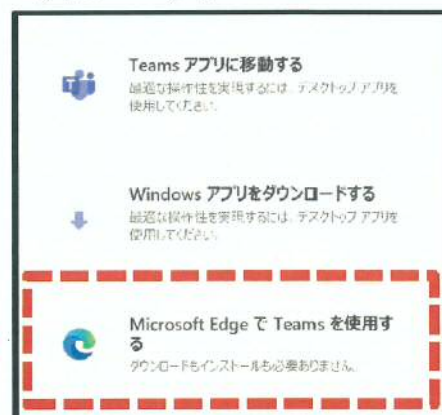 Teams アプリに移動する
最適な操作性を実現するには、デスクトップ アプリを
使用してください。
Windows アプリをダウンロードする
最適な操作性を実現するには、デスクトップ アプリを
使用してください。
Microsoft Edge で Teams を使用す
る
ダウンロードもインストールも必要ありません。